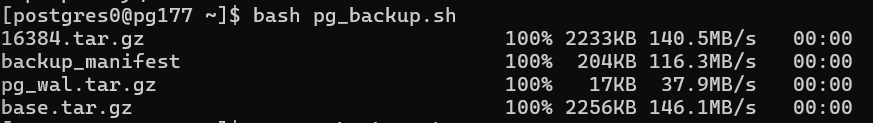 [postgres0@pg177 ~]$ bash pg_backup.sh
16384.tar.gz 100% 2233KB 140.5MB/s 00:00
backup_manifest 100% 204KB 116.3MB/s 00:00
pg_wal.tar.gz 100% 17KB 37.9MB/s 00:00
base.tar.gz 100% 2256KB 146.1MB/s 00:00